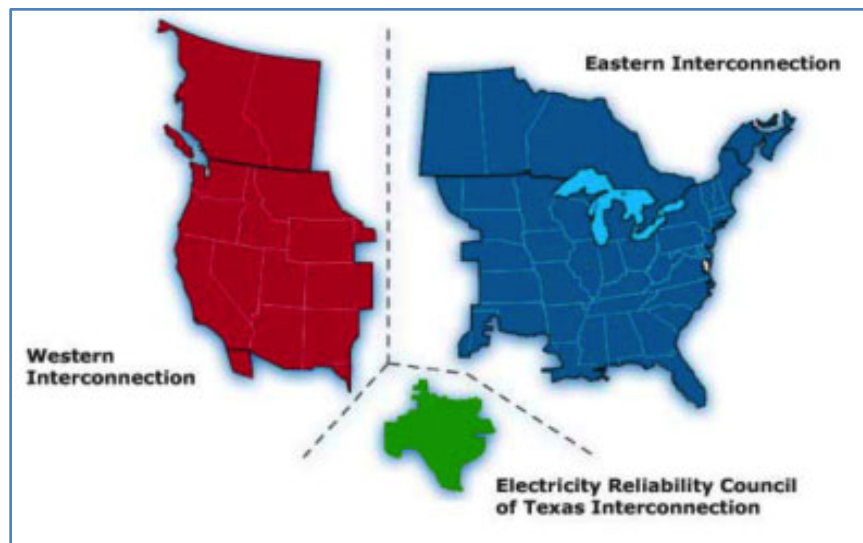 Eastern Interconnection
Western
Interconnection
Electricity Reliability Council
of Texas Interconnection